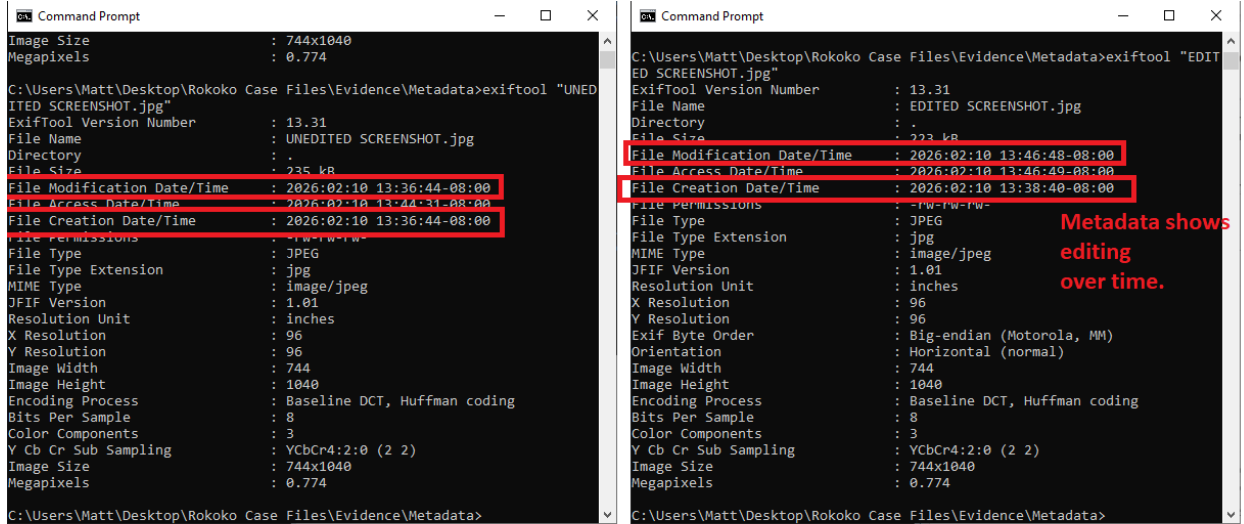 Command Prompt
Image Size : 744x1040
Megapixels : 0.774
C:\Users\Matt\Desktop\Rokoko Case Files\Evidence\Metadata>exiftool "UNED
ITED SCREENSHOT.jpg"
ExifTool Version Number : 13.31
File Name : UNEDITED SCREENSHOT.jpg
Directory : .
File Size : 235 kB
File Modification Date/Time : 2026:02:10 13:36:44-08:00
File Access Date/Time : 2026:02:10 13:44:31-08:00
File Creation Date/Time : 2026:02:10 13:36:44-08:00
File Permissions : -rw-rw-rw-
File Type : JPEG
File Type Extension : jpg
MIME Type : image/jpeg
JFIF Version : 1.01
Resolution Unit : inches
X Resolution : 96
Y Resolution : 96
Image Width : 744
Image Height : 1040
Encoding Process : Baseline DCT, Huffman coding
Bits Per Sample : 8
Color Components : 3
Y Cb Cr Sub Sampling : YCbCr4:2:0 (2 2)
Image Size : 744x1040
Megapixels : 0.774
C:\Users\Matt\Desktop\Rokoko Case Files\Evidence\Metadata>
Command Prompt
C:\Users\Matt\Desktop\Rokoko Case Files\Evidence\Metadata>exiftool "EDIT
ED SCREENSHOT.jpg"
ExifTool Version Number : 13.31
File Name : EDITED SCREENSHOT.jpg
Directory : .
File Size : 223 kB
File Modification Date/Time : 2026:02:10 13:46:48-08:00
File Access Date/Time : 2026:02:10 13:46:49-08:00
File Creation Date/Time : 2026:02:10 13:38:40-08:00
File Permissions : -rw-rw-rw-
File Type : JPEG
File Type Extension : jpg
MIME Type : image/jpeg
JFIF Version : 1.01
Resolution Unit : inches
X Resolution : 96
Y Resolution : 96
Exif Byte Order : Big-endian (Motorola, MM)
Orientation : Horizontal (normal)
Image Width : 744
Image Height : 1040
Encoding Process : Baseline DCT, Huffman coding
Bits Per Sample : 8
Color Components : 3
Y Cb Cr Sub Sampling : YCbCr4:2:0 (2 2)
Image Size : 744x1040
Megapixels : 0.774
C:\Users\Matt\Desktop\Rokoko Case Files\Evidence\Metadata>
Metadata shows
editing
over time.